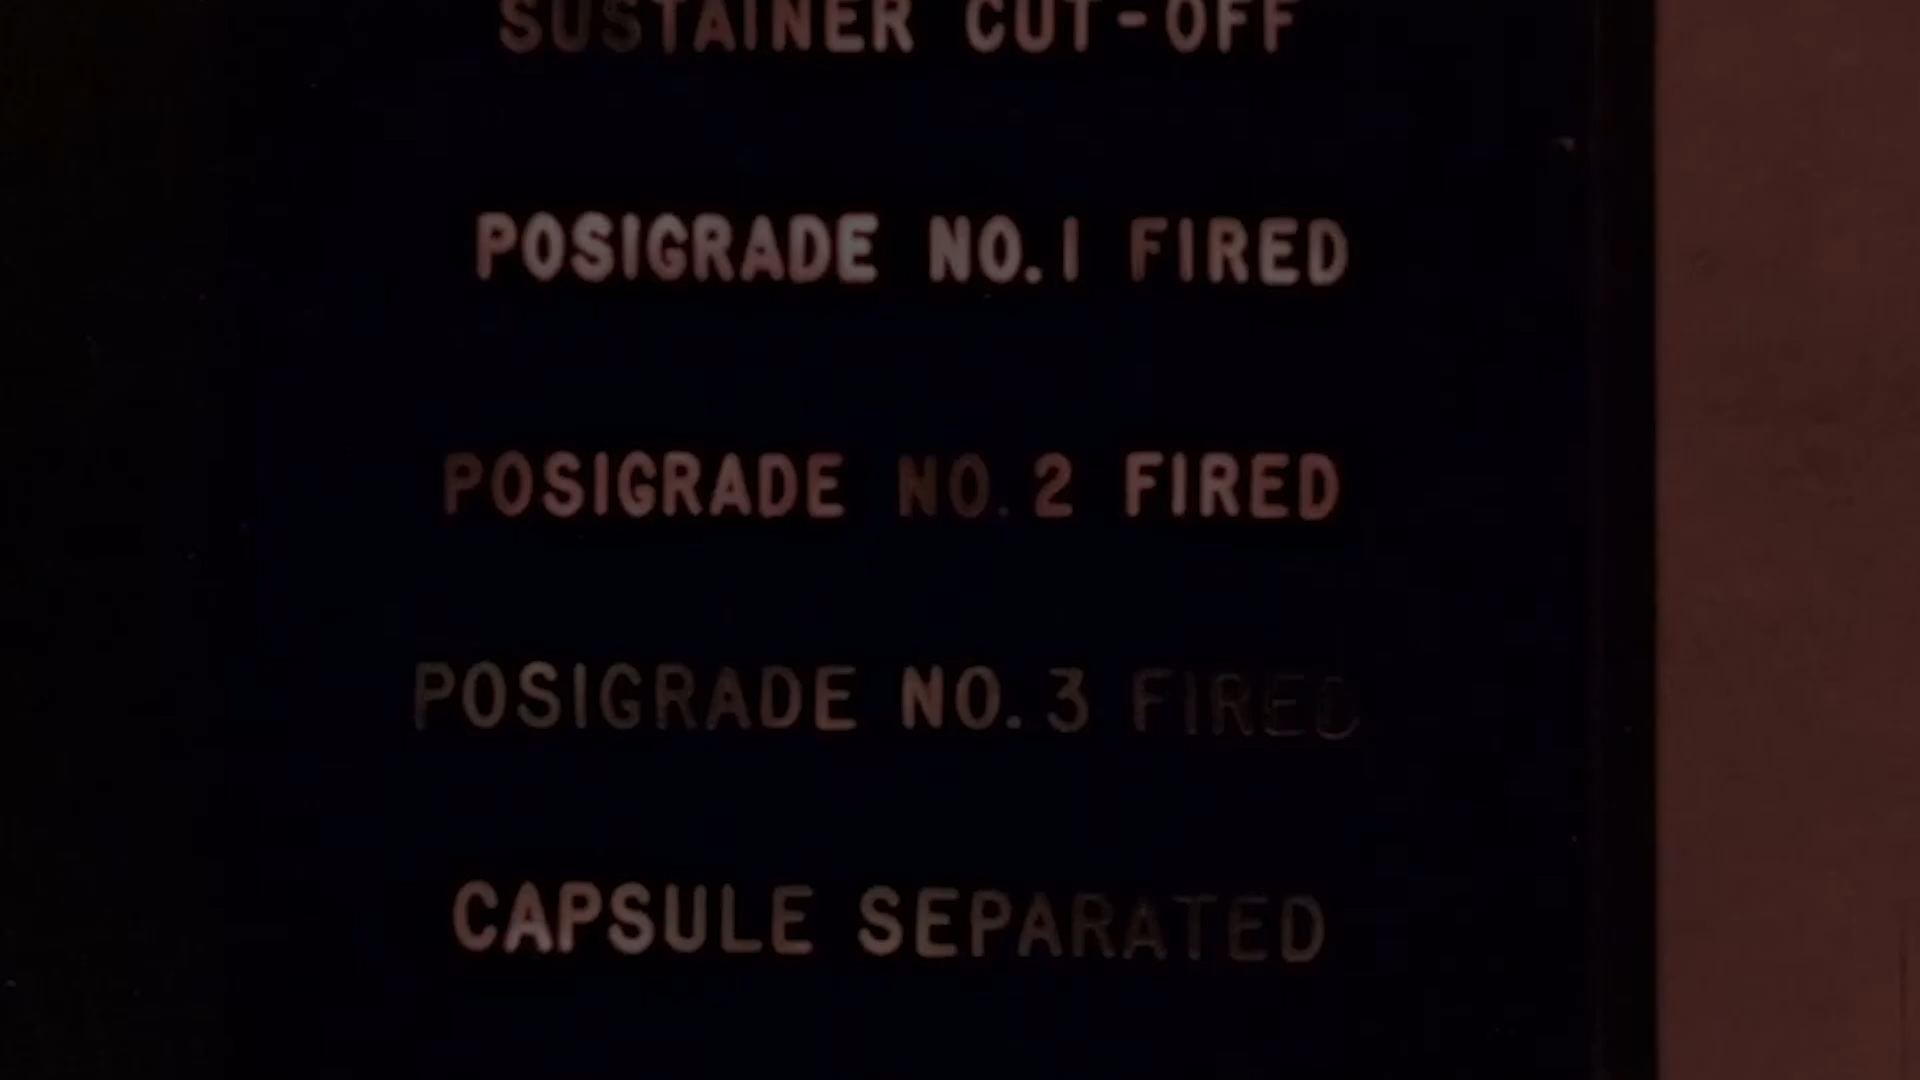 SUSTAINER CUT-OFF
POSIGRADE NO. 1 FIRED
POSIGRADE NO. 2 FIRED
POSIGRADE NO. 3 FIRED
CAPSULE SEPARATED